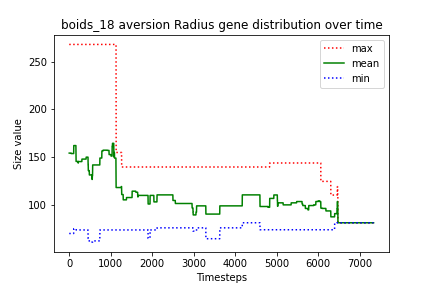 boids_18 aversion Radius gene distribution over time
max
mean
min
250
200
150
100
Size value
0
1000
2000
3000
4000
5000
6000
7000
Timesteps